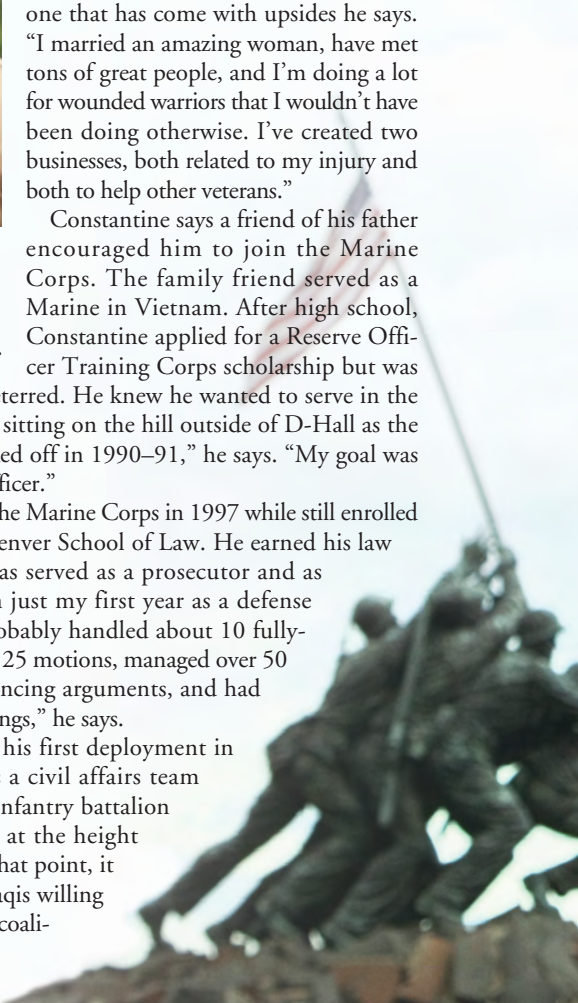 one that has come with upsides he says.
“I married an amazing woman, have met
tons of great people, and I’m doing a lot
for wounded warriors that I wouldn’t have
been doing otherwise. I’ve created two
businesses, both related to my injury and
both to help other veterans.”
Constantine says a friend of his father
encouraged him to join the Marine
Corps. The family friend served as a
Marine in Vietnam. After high school,
Constantine applied for a Reserve Offi-
cer Training Corps scholarship but was
eterred. He knew he wanted to serve in the
sitting on the hill outside of D-Hall as the
ed off in 1990–91,” he says. “My goal was
ficer.”
he Marine Corps in 1997 while still enrolled
enver School of Law. He earned his law
as served as a prosecutor and as
just my first year as a defense
obably handled about 10 fully-
25 motions, managed over 50
ncing arguments, and had
ngs,” he says.
his first deployment in
a civil affairs team
nfantry battalion
at the height
hat point, it
qis willing
coali-